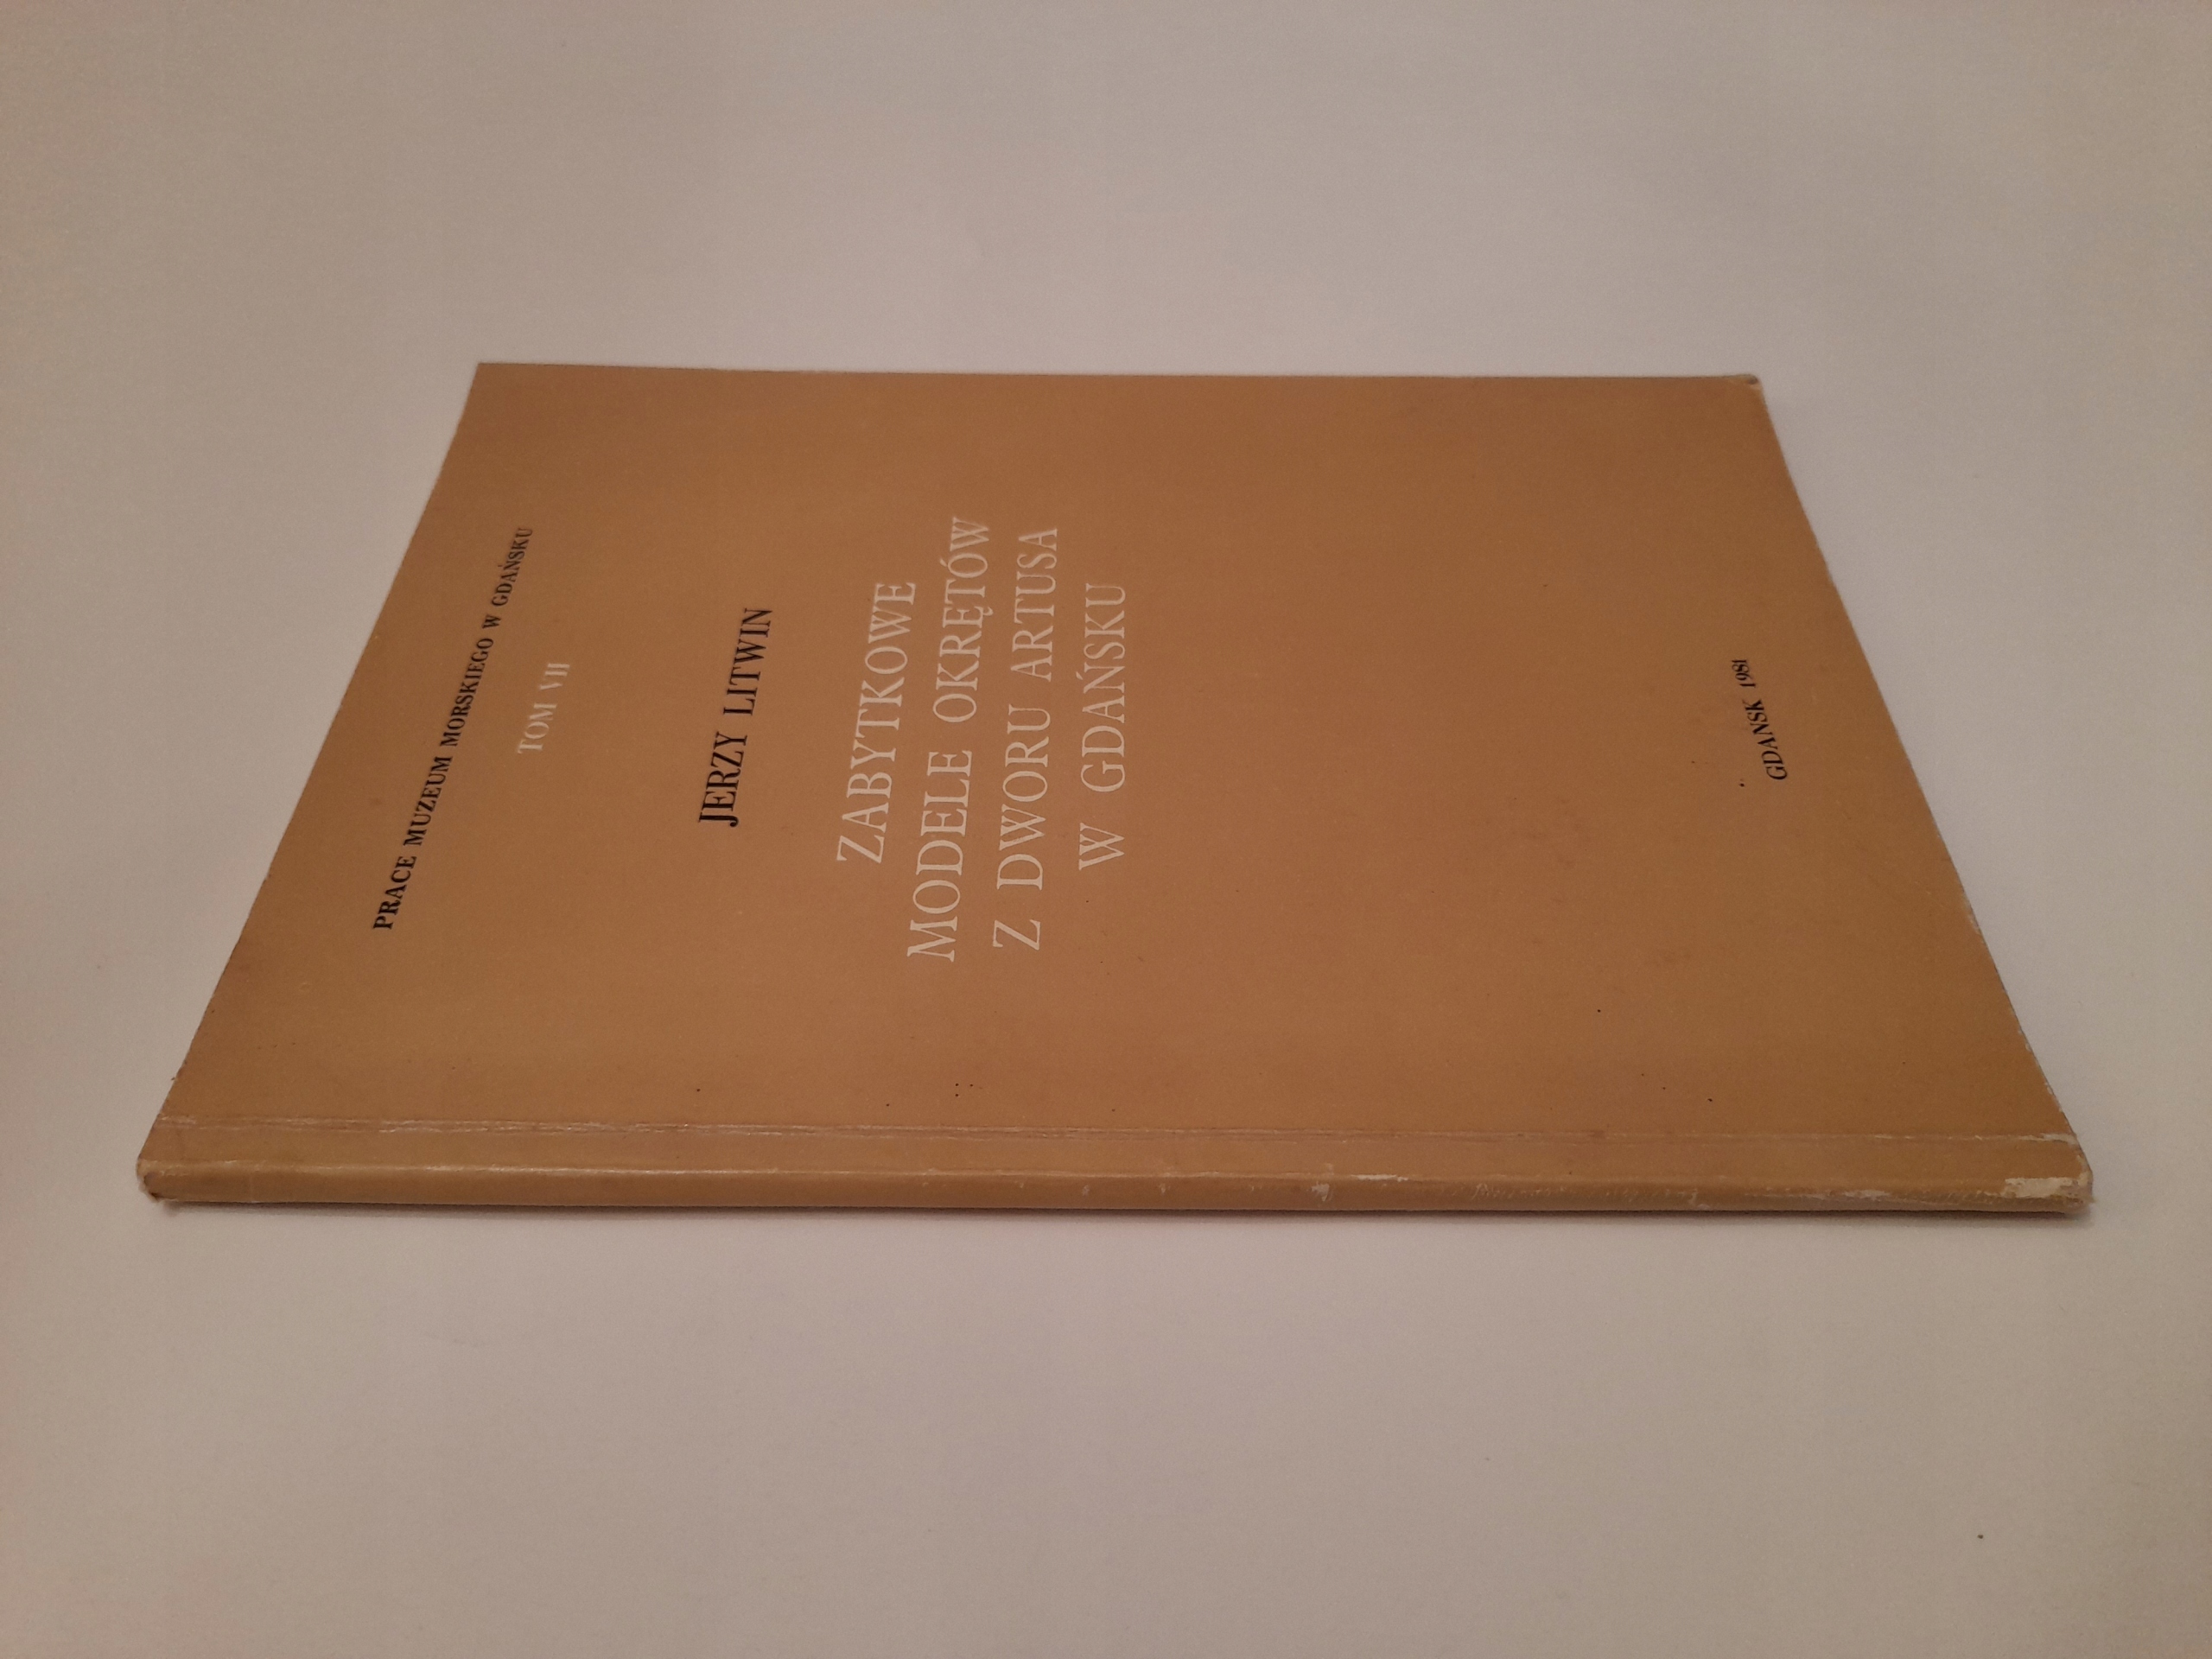 PRACE MUZEUM MORSKIEGO W GDAŃSKU
TOM VII
JERZY LITWIN
ZABYTKOWE
MODELE OKRĘTÓW
Z DWORU ARTUSA
W GDAŃSKU
GDAŃSK 1981